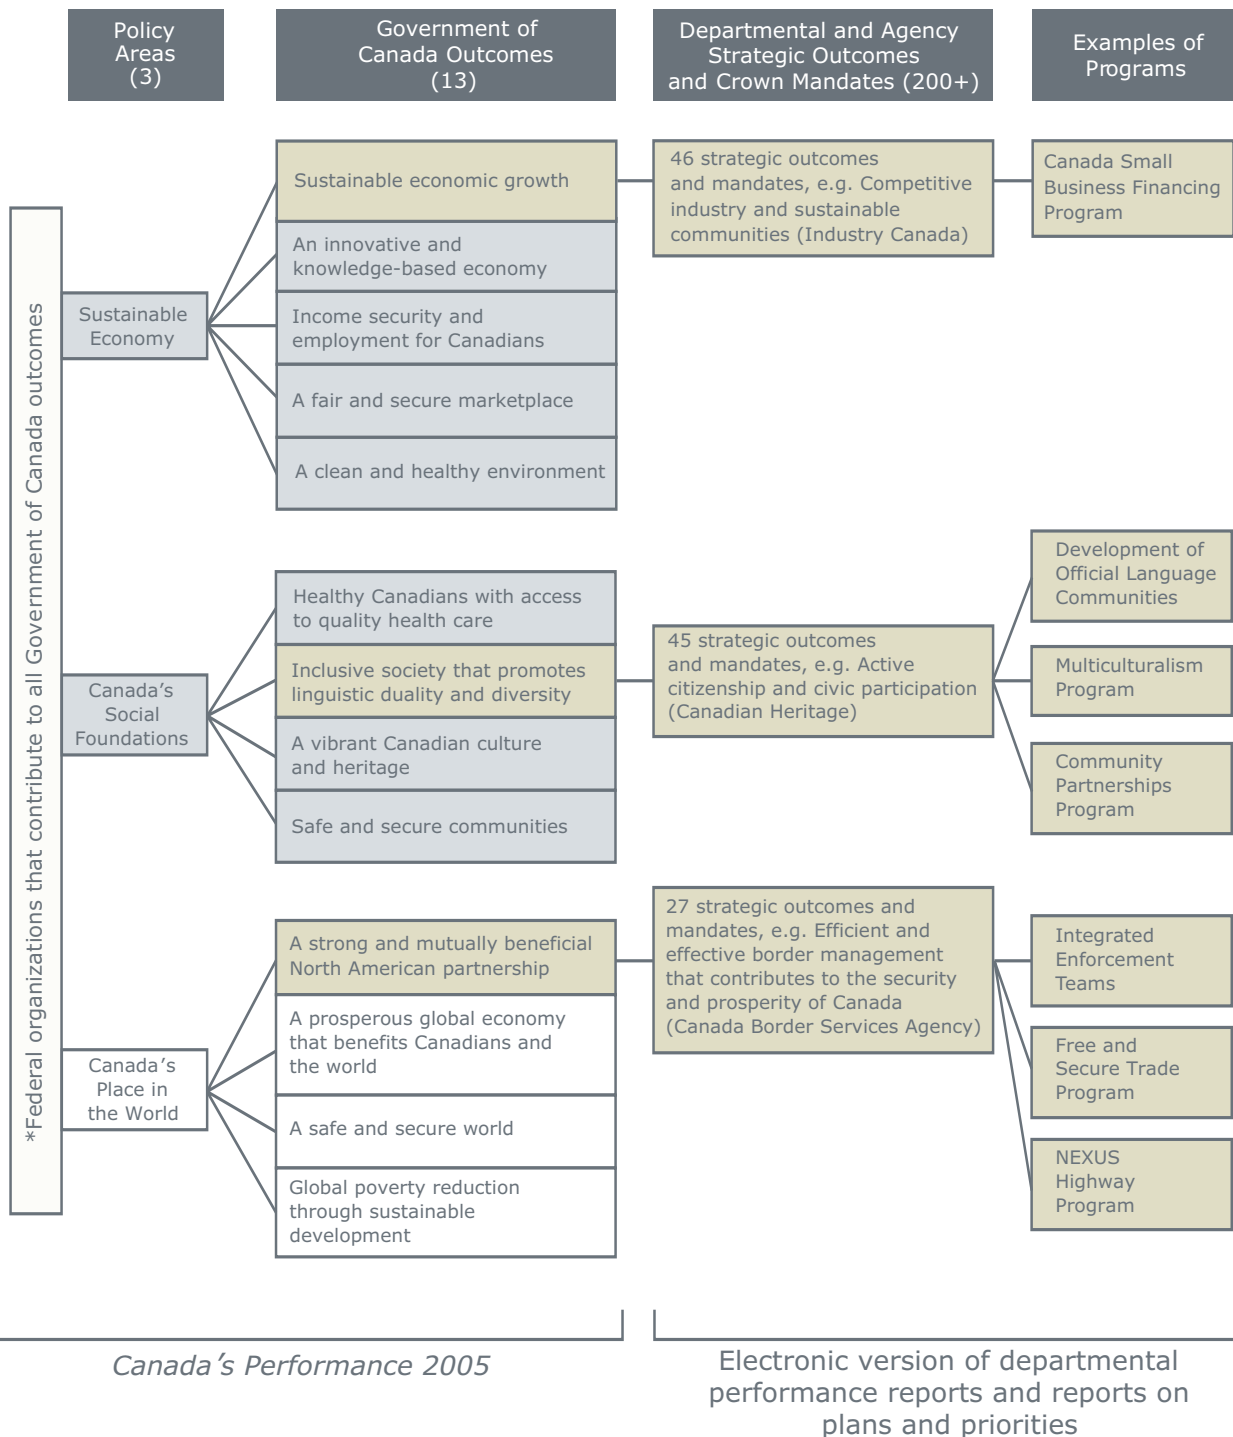 Policy
Areas
(3)
Government of
Canada Outcomes
(13)
Departmental and Agency
Strategic Outcomes
and Crown Mandates (200+)
Examples of
Programs
*Federal organizations that contribute to all Government of Canada outcomes
Sustainable
Economy
Sustainable economic growth
An innovative and
knowledge-based economy
Income security and
employment for Canadians
A fair and secure marketplace
A clean and healthy environment
46 strategic outcomes
and mandates, e.g. Competitive
industry and sustainable
communities (Industry Canada)
Canada Small
Business Financing
Program
Canada's
Social
Foundations
Healthy Canadians with access
to quality health care
Inclusive society that promotes
linguistic duality and diversity
A vibrant Canadian culture
and heritage
Safe and secure communities
45 strategic outcomes
and mandates, e.g. Active
citizenship and civic participation
(Canadian Heritage)
Development of
Official Language
Communities
Multiculturalism
Program
Community
Partnerships
Program
Canada's
Place in
the World
A strong and mutually beneficial
North American partnership
A prosperous global economy
that benefits Canadians and
the world
A safe and secure world
Global poverty reduction
through sustainable
development
27 strategic outcomes and
mandates, e.g. Efficient and
effective border management
that contributes to the security
and prosperity of Canada
(Canada Border Services Agency)
Integrated
Enforcement
Teams
Free and
Secure Trade
Program
NEXUS
Highway
Program
Canada's Performance 2005
Electronic version of departmental
performance reports and reports on
plans and priorities